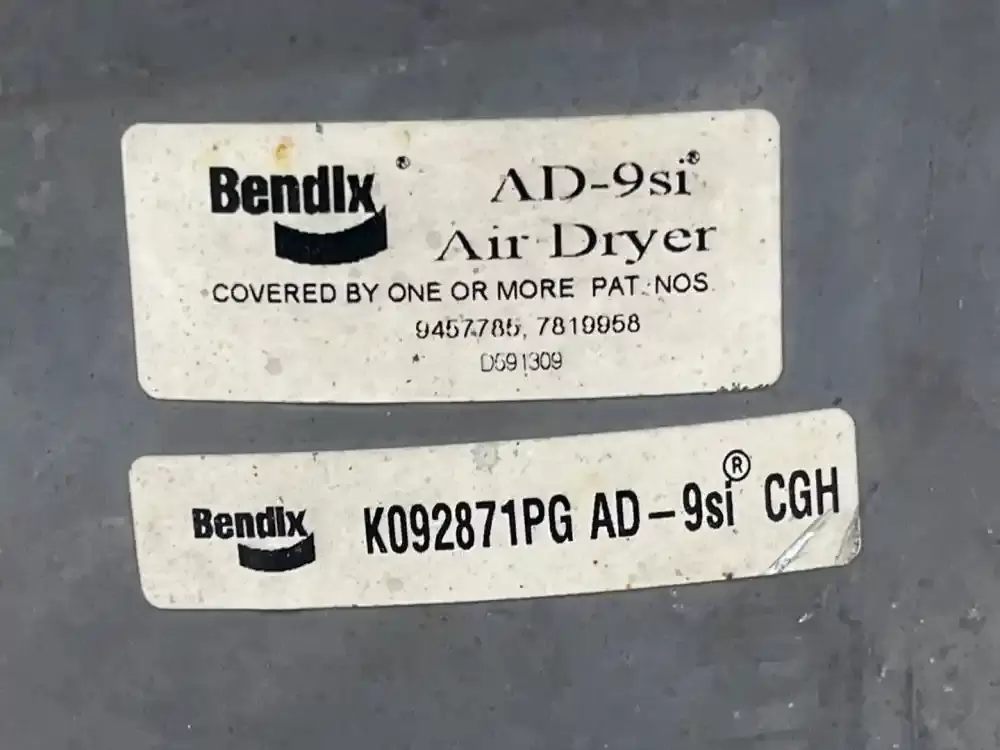 Bendix® AD-9si®
Air Dryer
COVERED BY ONE OR MORE PAT. NOS.
9457785, 7819958
D591309
Bendix K092871PG AD-9si® CGH